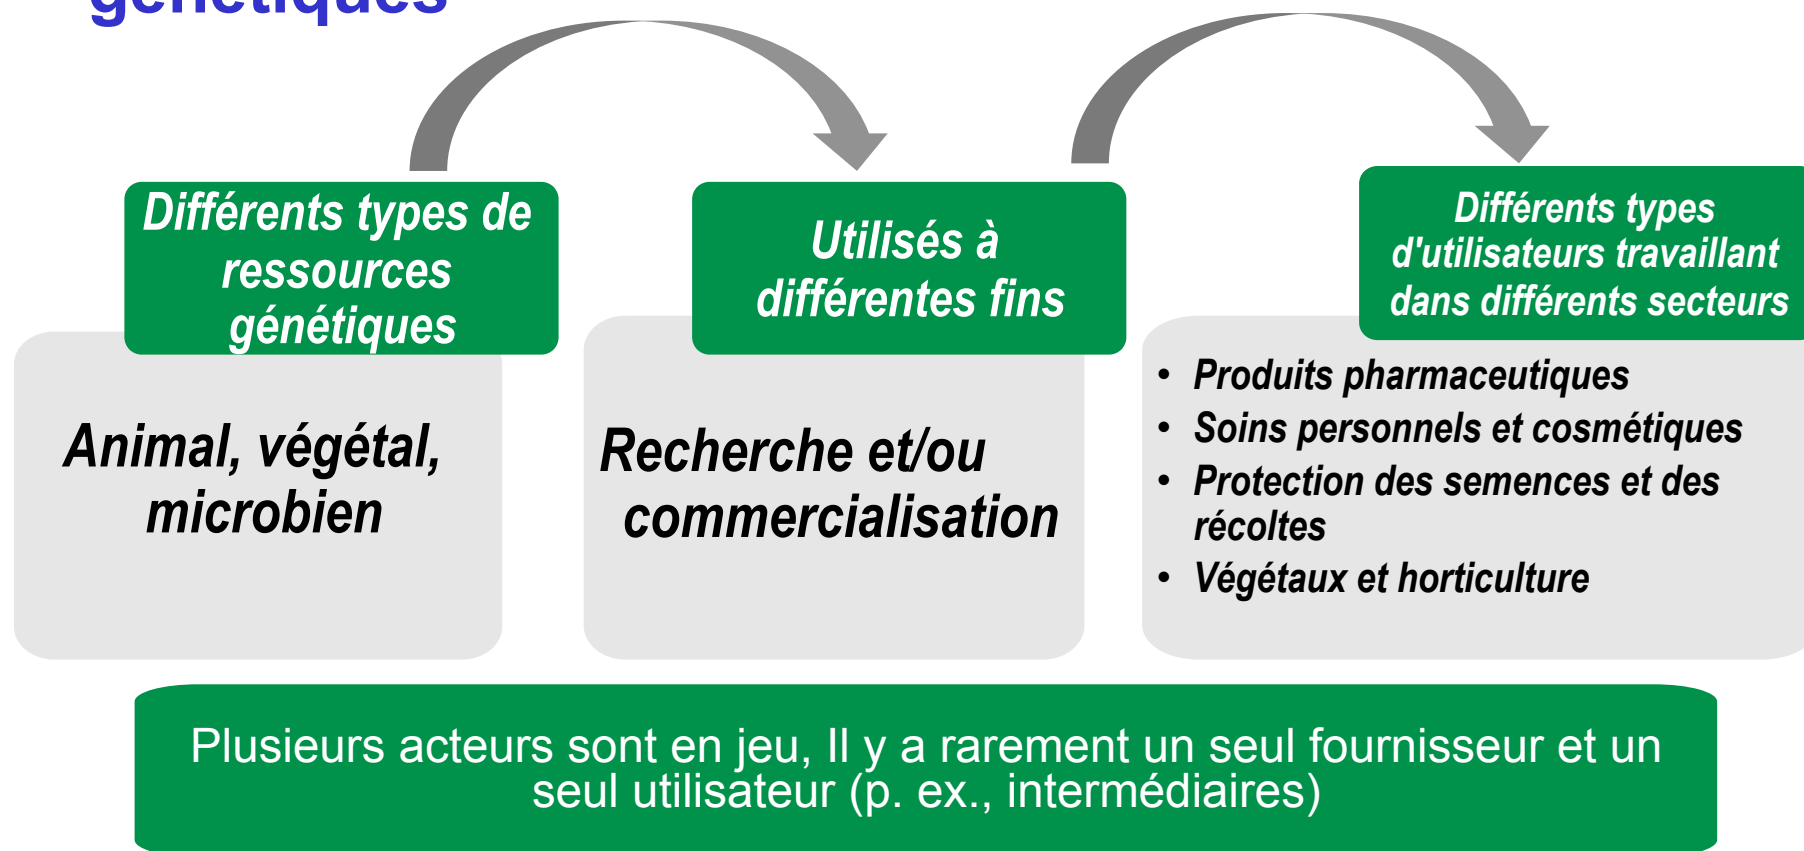 génétiques
Différents types de
ressources
génétiques
Animal, végétal,
microbien
Utilisés à
différentes fins
Recherche et/ou
commercialisation
Différents types
d'utilisateurs travaillant
dans différents secteurs
• Produits pharmaceutiques
• Soins personnels et cosmétiques
• Protection des semences et des
récoltes
• Végétaux et horticulture
Plusieurs acteurs sont en jeu, Il y a rarement un seul fournisseur et un
seul utilisateur (p. ex., intermédiaires)